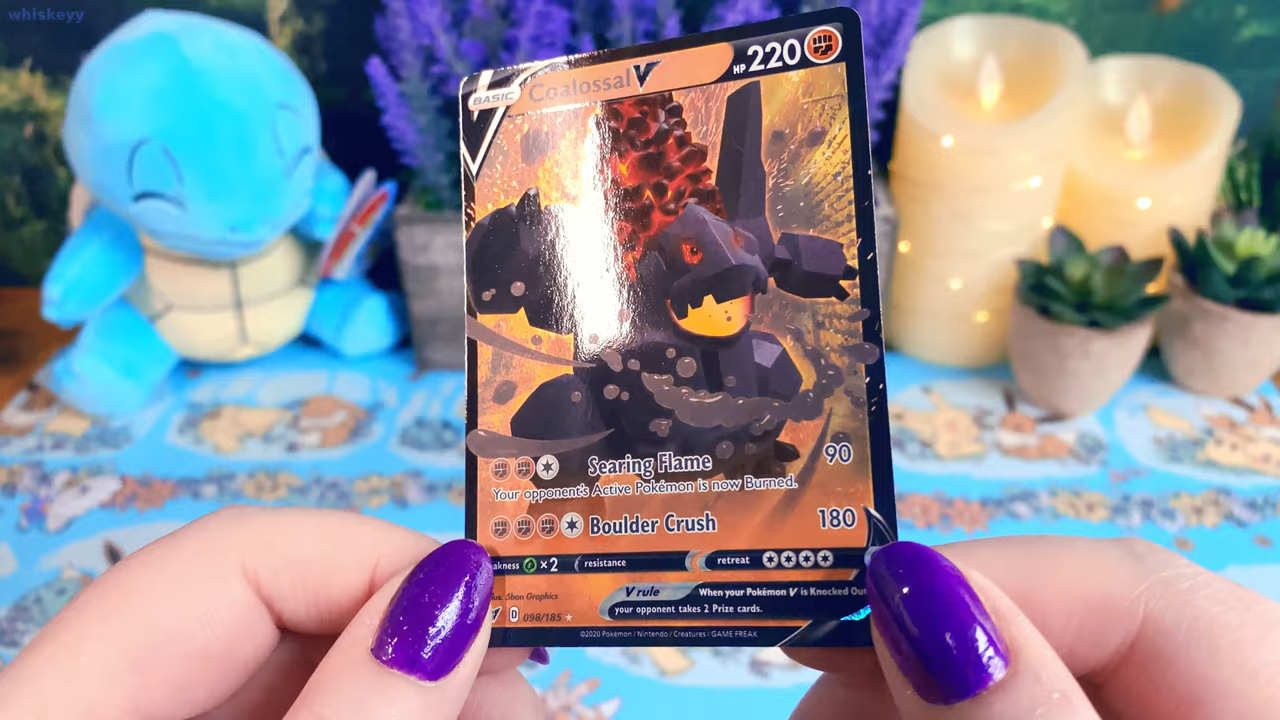 whiskeyy
BASIC Coalossal V HP 220
Searing Flame 90
Your opponent's Active Pokémon is now Burned.
Boulder Crush 180
akness ×2 resistance retreat
V rule When your Pokémon V is Knocked Out
your opponent takes 2 Prize cards.
lus. 5ban Graphics
D 098/185
©2020 Pokémon / Nintendo / Creatures / GAME FREAK